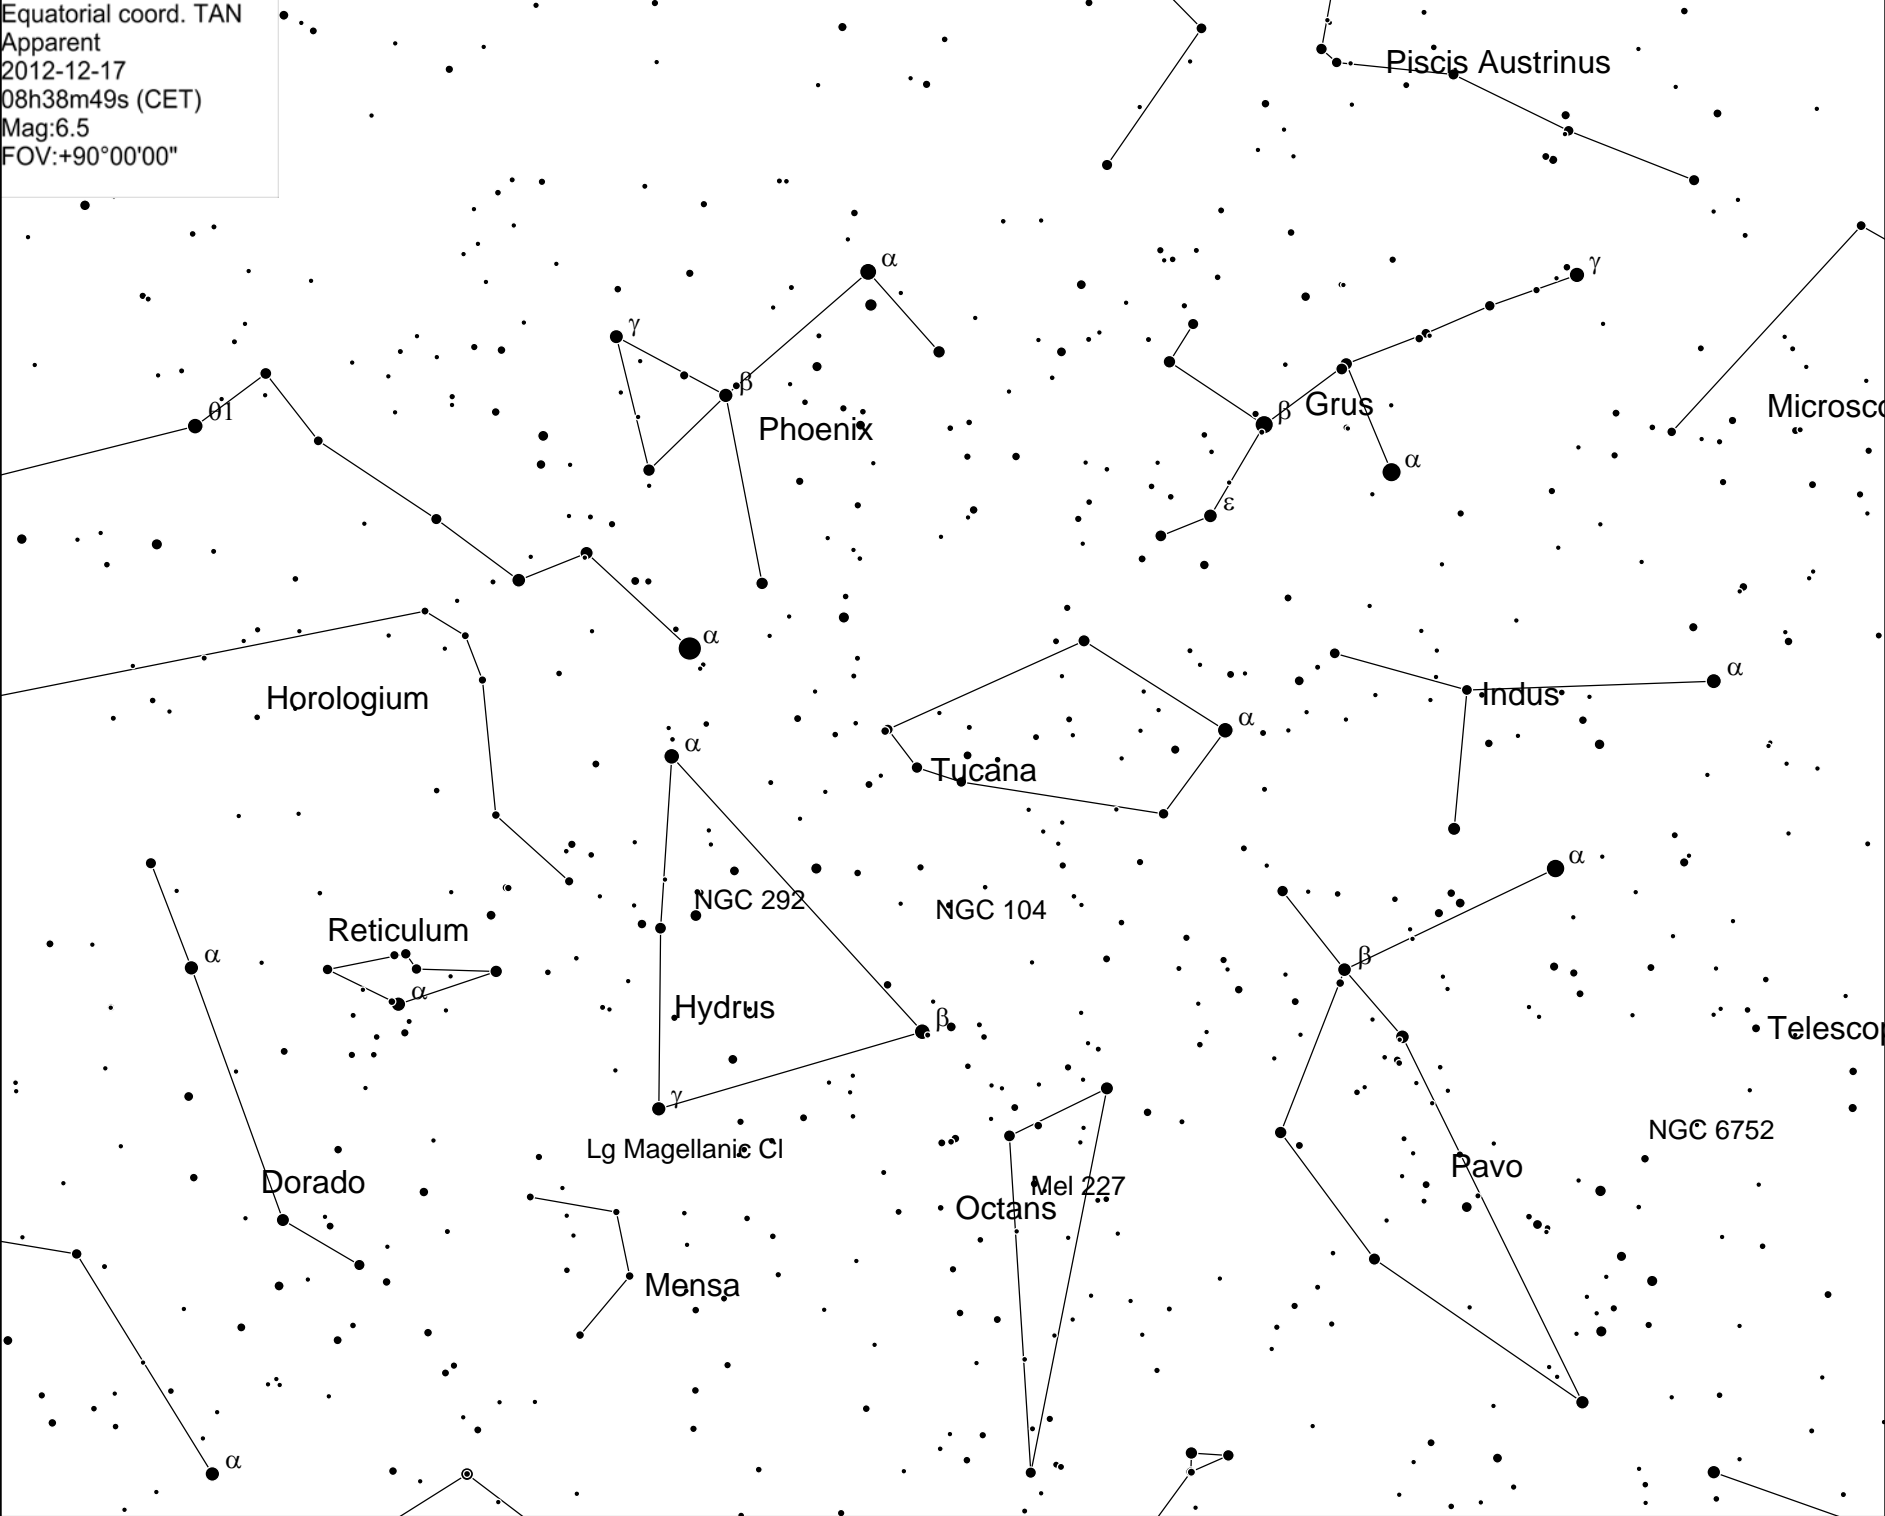 Equatorial coord. TAN
Apparent
2012-12-17
08h38m49s (CET)
Mag:6.5
FOV:+90°00'00"
Piscis Austrinus
α
γ
γ
β
Phoenix
β
Grus
Microsco
θ1
α
ε
α
Horologium
Indus
α
α
Tucana
α
α
NGC 292
NGC 104
Reticulum
α
α
β
Hydrus
β
Telescop
γ
Lg Magellanic Cl
NGC 6752
Dorado
Mel 227
Pavo
Octans
Mensa
α